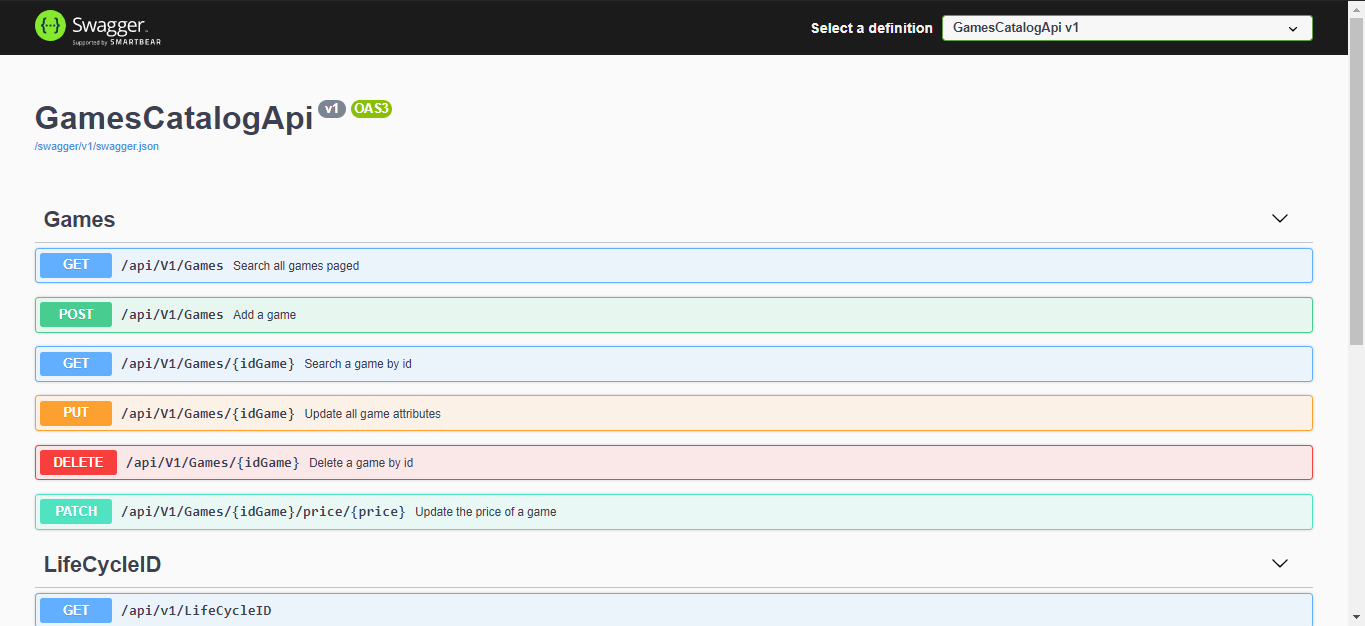 {···} Swagger
Supported by SMARTBEAR
Select a definition
GamesCatalogApi v1
GamesCatalogApi v1 OAS3
/swagger/v1/swagger.json
Games
GET /api/V1/Games Search all games paged
POST /api/V1/Games Add a game
GET /api/V1/Games/{idGame} Search a game by id
PUT /api/V1/Games/{idGame} Update all game attributes
DELETE /api/V1/Games/{idGame} Delete a game by id
PATCH /api/V1/Games/{idGame}/price/{price} Update the price of a game
LifeCycleID
GET /api/v1/LifeCycleID